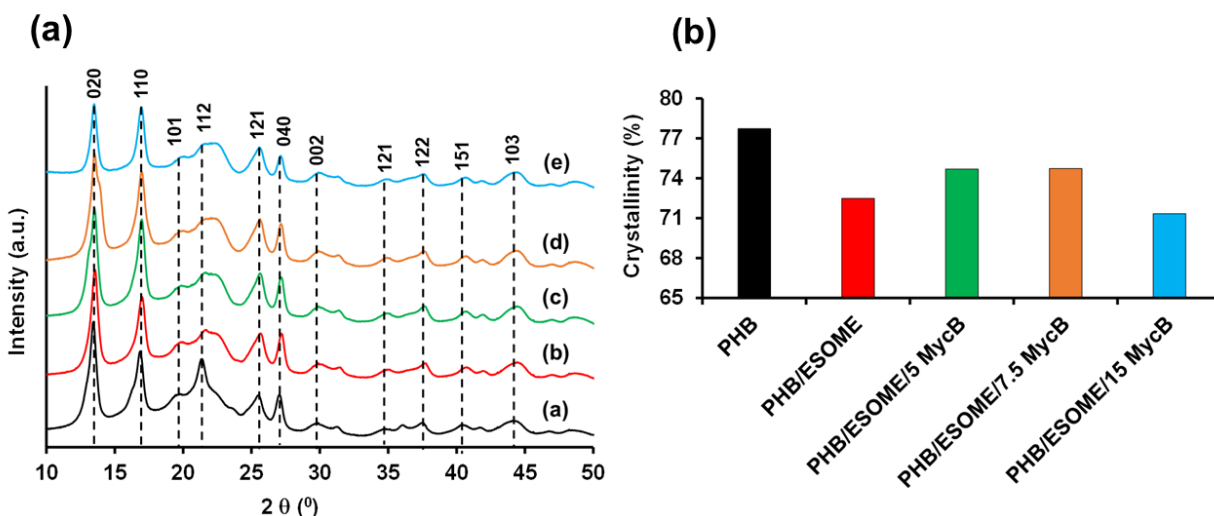 (a)
020
110
101
112
121
040
002
121
122
151
103
(e)
(d)
(c)
(b)
(a)
Intensity (a.u.)
10 15 20 25 30 35 40 45 50
2 θ (⁰)
(b)
80
77
74
71
68
65
Crystallinity (%)
PHB
PHB/ESOME
PHB/ESOME/5 MycB
PHB/ESOME/7.5 MycB
PHB/ESOME/15 MycB